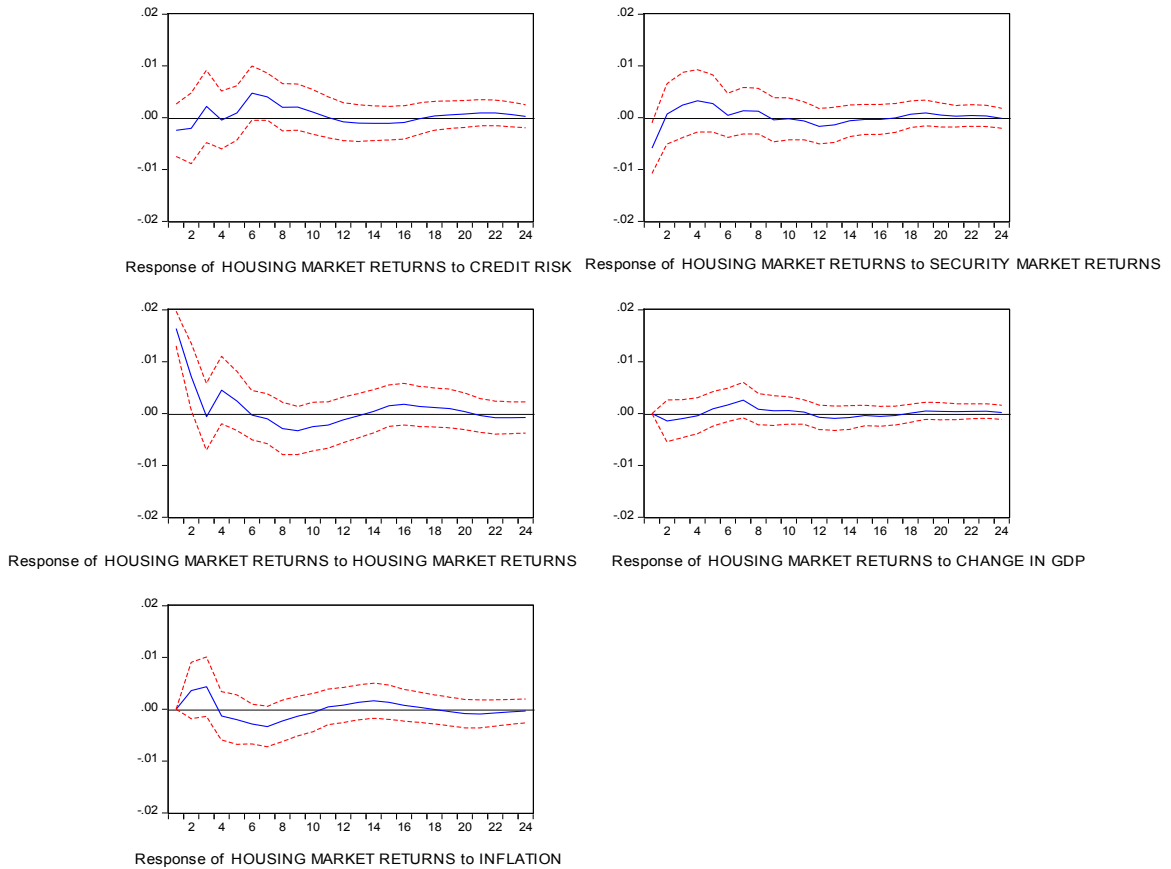 .02
.01
.00
-.01
-.02
2 4 6 8 10 12 14 16 18 20 22 24
Response of HOUSING MARKET RETURNS to CREDIT RISK
.02
.01
.00
-.01
-.02
2 4 6 8 10 12 14 16 18 20 22 24
Response of HOUSING MARKET RETURNS to SECURITY MARKET RETURNS
.02
.01
.00
-.01
-.02
2 4 6 8 10 12 14 16 18 20 22 24
Response of HOUSING MARKET RETURNS to HOUSING MARKET RETURNS
.02
.01
.00
-.01
-.02
2 4 6 8 10 12 14 16 18 20 22 24
Response of HOUSING MARKET RETURNS to CHANGE IN GDP
.02
.01
.00
-.01
-.02
2 4 6 8 10 12 14 16 18 20 22 24
Response of HOUSING MARKET RETURNS to INFLATION